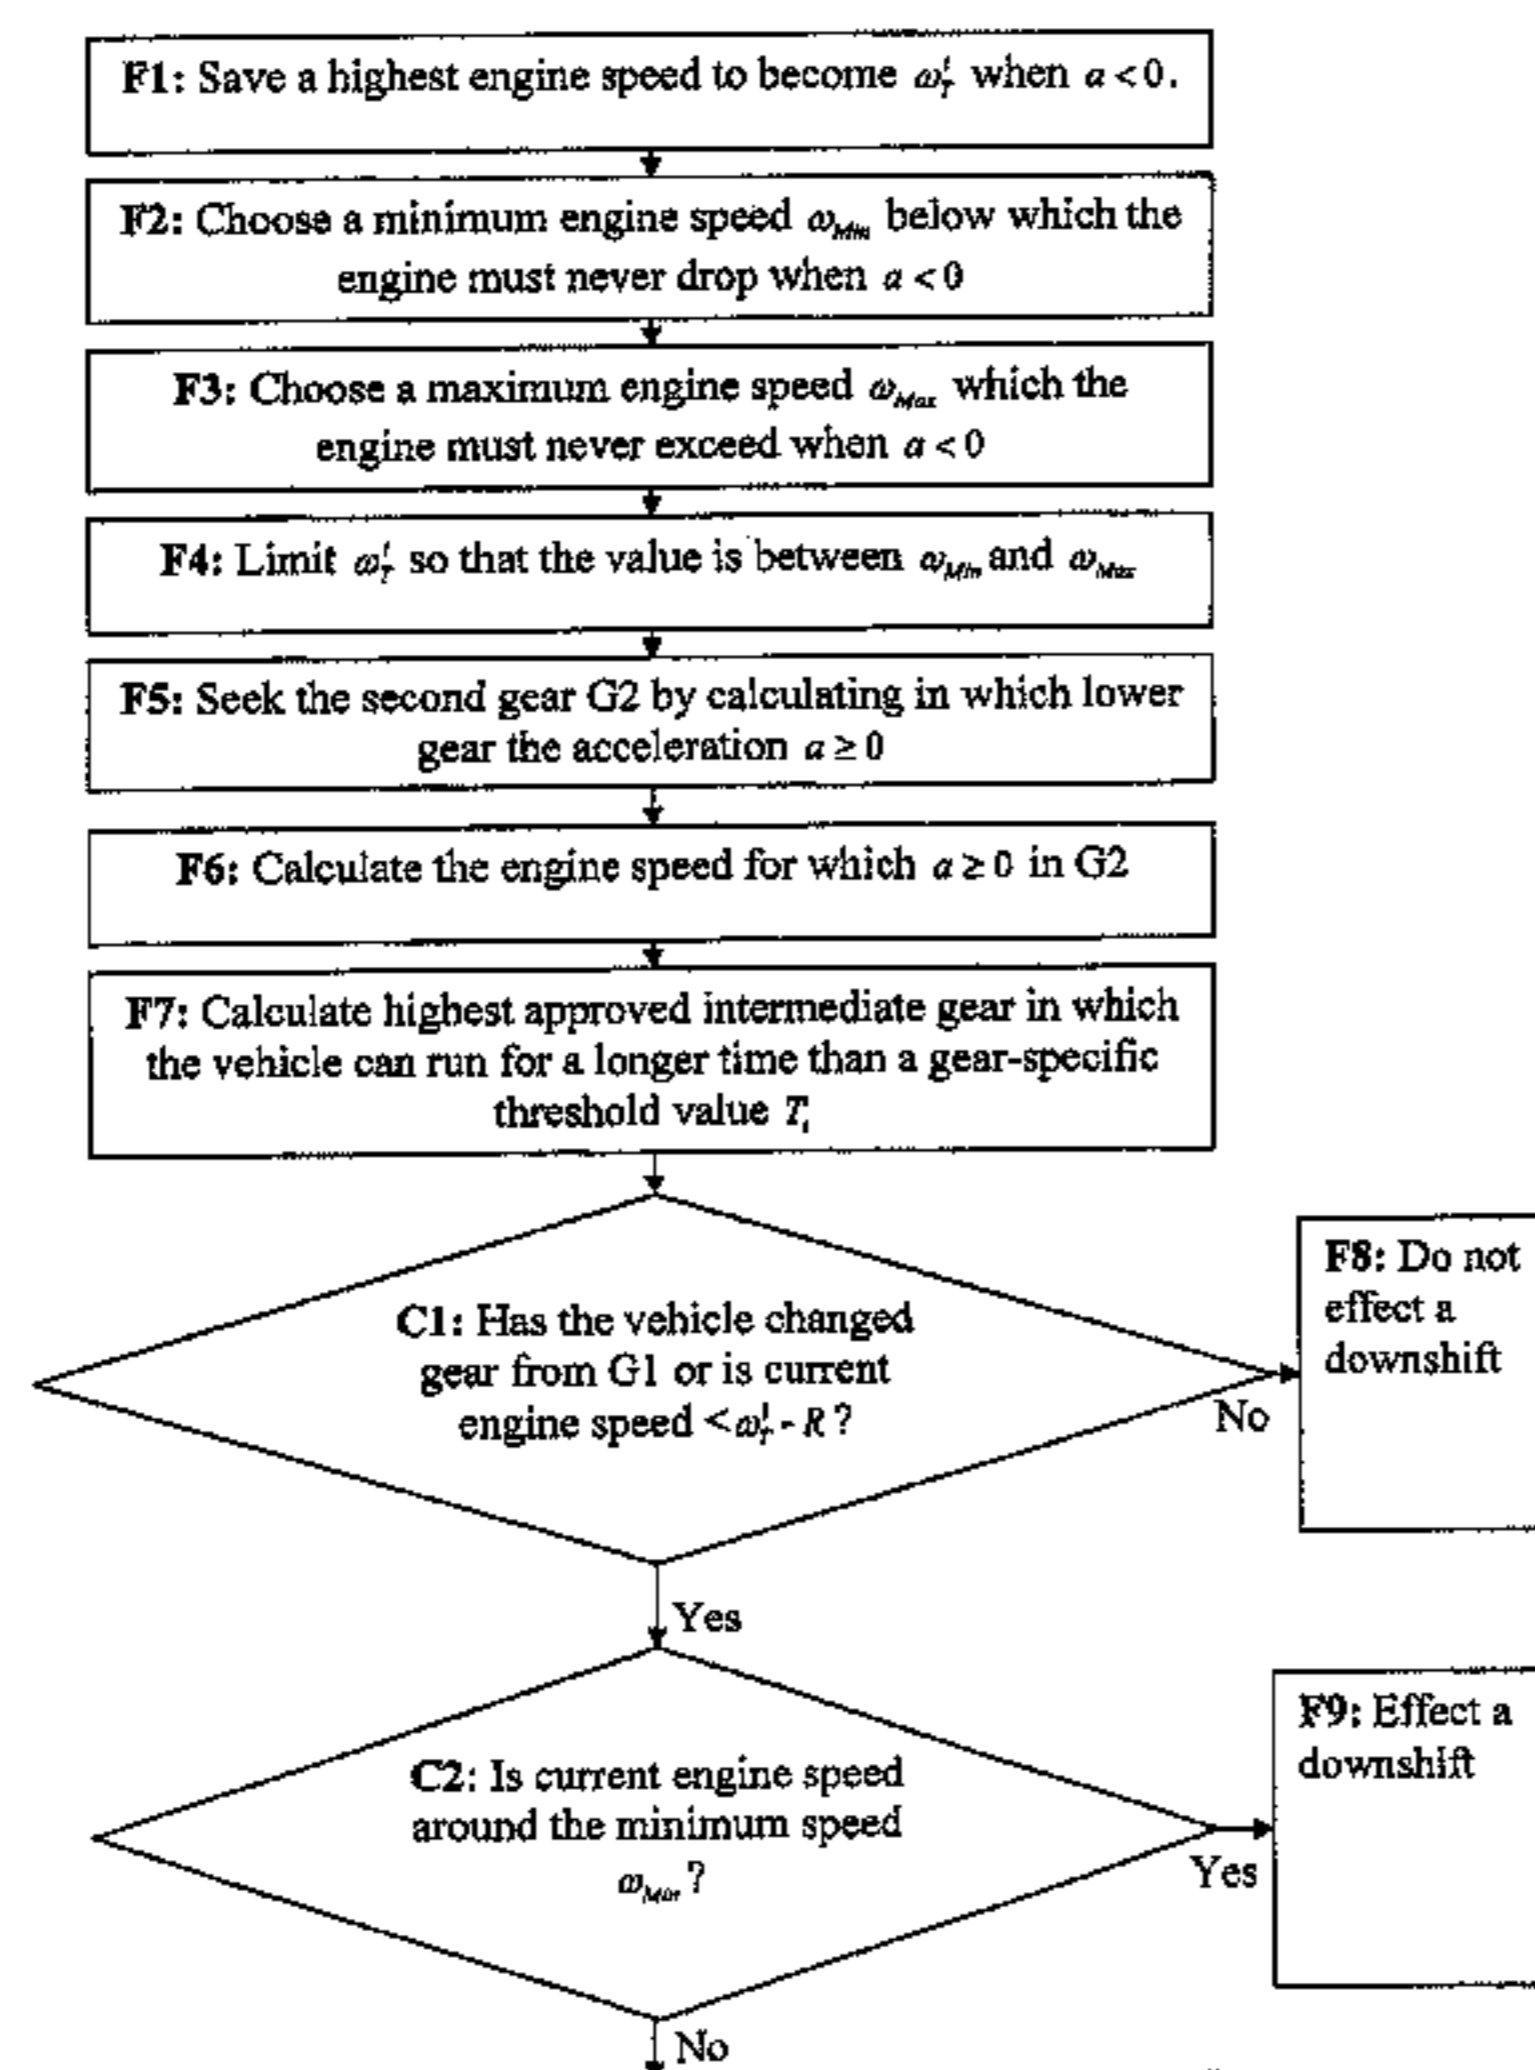 F1: Save a highest engine speed to become ω_T^i when a < 0.
F2: Choose a minimum engine speed ω_Min below which the
engine must never drop when a < 0
F3: Choose a maximum engine speed ω_Max which the
engine must never exceed when a < 0
F4: Limit ω_T^i so that the value is between ω_Min and ω_Max
F5: Seek the second gear G2 by calculating in which lower
gear the acceleration a ≥ 0
F6: Calculate the engine speed for which a ≥ 0 in G2
F7: Calculate highest approved intermediate gear in which
the vehicle can run for a longer time than a gear-specific
threshold value T_i
C1: Has the vehicle changed
gear from G1 or is current
engine speed < ω_T^i - R ?
No
F8: Do not
effect a
downshift
Yes
C2: Is current engine speed
around the minimum speed
ω_Min ?
Yes
F9: Effect a
downshift
No